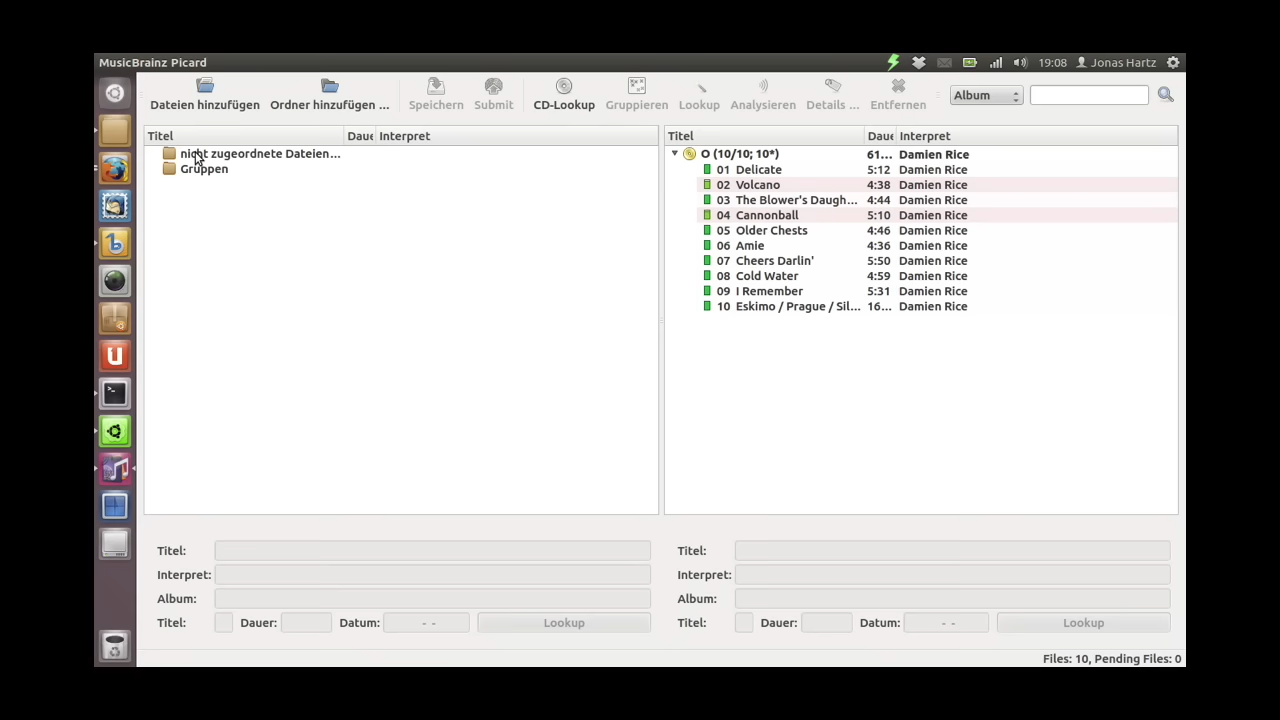 MusicBrainz Picard
19:08 Jonas Hartz
Dateien hinzufügen Ordner hinzufügen ... Speichern Submit CD-Lookup Gruppieren Lookup Analysieren Details ... Entfernen Album
Titel Daue Interpret
nicht zugeordnete Dateien...
Gruppen
Titel Daue Interpret
O (10/10; 10*) 61... Damien Rice
01 Delicate 5:12 Damien Rice
02 Volcano 4:38 Damien Rice
03 The Blower's Daugh... 4:44 Damien Rice
04 Cannonball 5:10 Damien Rice
05 Older Chests 4:46 Damien Rice
06 Amie 4:36 Damien Rice
07 Cheers Darlin' 5:50 Damien Rice
08 Cold Water 4:59 Damien Rice
09 I Remember 5:31 Damien Rice
10 Eskimo / Prague / Sil... 16... Damien Rice
Titel:
Interpret:
Album:
Titel: Dauer: Datum: - - Lookup
Titel:
Interpret:
Album:
Titel: Dauer: Datum: - - Lookup
Files: 10, Pending Files: 0